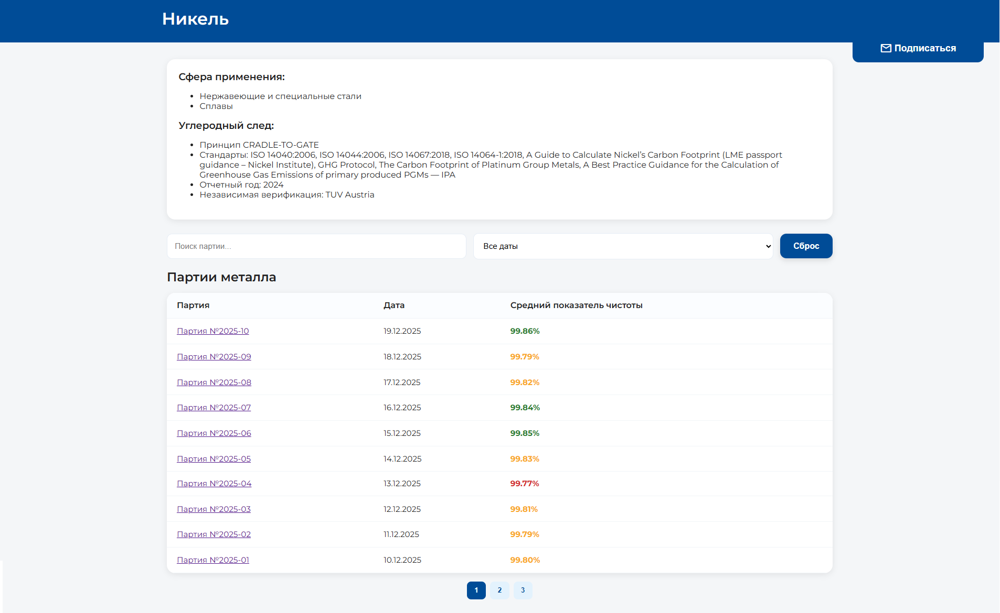 Никель
Подписаться
Сфера применения:
Нержавеющие и специальные стали
Сплавы
Углеродный след:
Принцип CRADLE-TO-GATE
Стандарты: ISO 14040:2006, ISO 14044:2006, ISO 14067:2018, ISO 14064-1:2018, A Guide to Calculate Nickel’s Carbon Footprint (LME passport
guidance – Nickel Institute), GHG Protocol, The Carbon Footprint of Platinum Group Metals, A Best Practice Guidance for the Calculation of
Greenhouse Gas Emissions of primary produced PGMs — IPA
Отчетный год: 2024
Независимая верификация: TUV Austria
Поиск партии... Все даты Сброс
Партии металла
Партия Дата Средний показатель чистоты
Партия №2025-10 19.12.2025 99.86%
Партия №2025-09 18.12.2025 99.79%
Партия №2025-08 17.12.2025 99.82%
Партия №2025-07 16.12.2025 99.84%
Партия №2025-06 15.12.2025 99.85%
Партия №2025-05 14.12.2025 99.83%
Партия №2025-04 13.12.2025 99.77%
Партия №2025-03 12.12.2025 99.81%
Партия №2025-02 11.12.2025 99.79%
Партия №2025-01 10.12.2025 99.80%
1 2 3